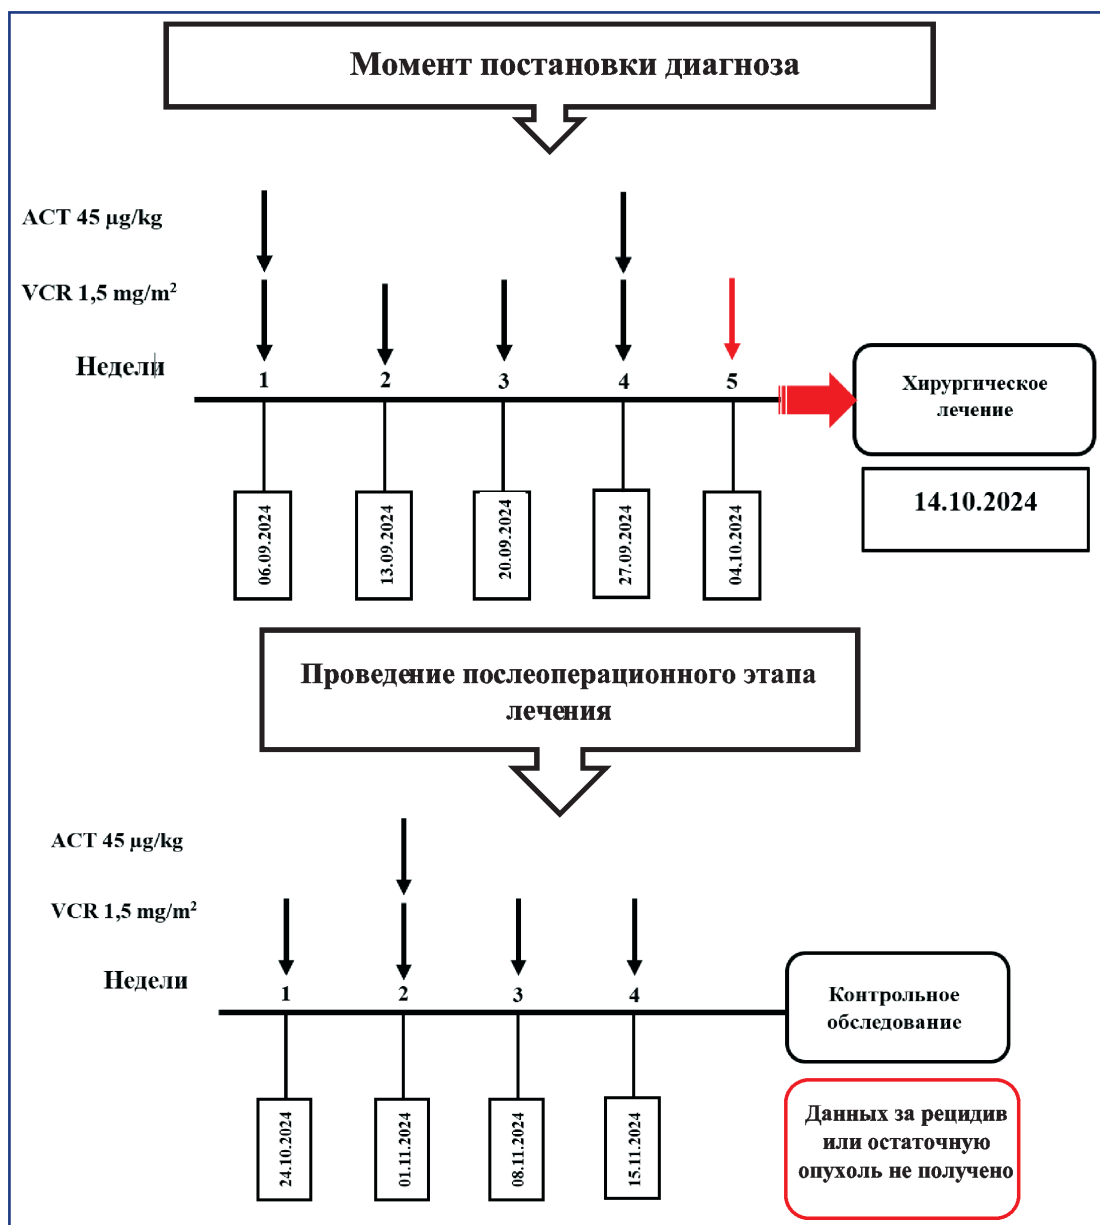 Момент постановки диагноза
ACT 45 µg/kg
VCR 1,5 mg/m²
Недели
1 2 3 4 5
Хирургическое
лечение
14.10.2024
06.09.2024
13.09.2024
20.09.2024
27.09.2024
04.10.2024
Проведение послеоперационного этапа
лечения
ACT 45 µg/kg
VCR 1,5 mg/m²
Недели
1 2 3 4
Контрольное
обследование
24.10.2024
01.11.2024
08.11.2024
15.11.2024
Данных за рецидив
или остаточную
опухоль не получено